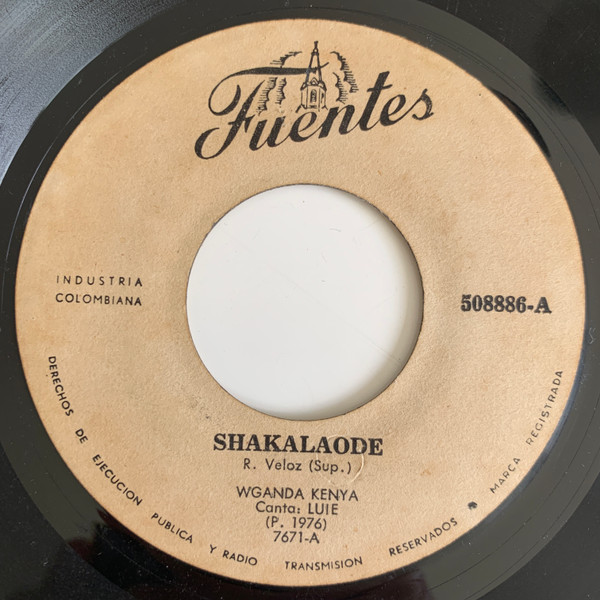 Fuentes
INDUSTRIA
COLOMBIANA
508886-A
SHAKALAODE
R. Veloz (Sup.)
WGANDA KENYA
Canta: LUIE
(P. 1976)
7671-A
DERECHOS DE EJECUCION PUBLICA Y RADIO TRANSMISION RESERVADOS MARCA REGISTRADA